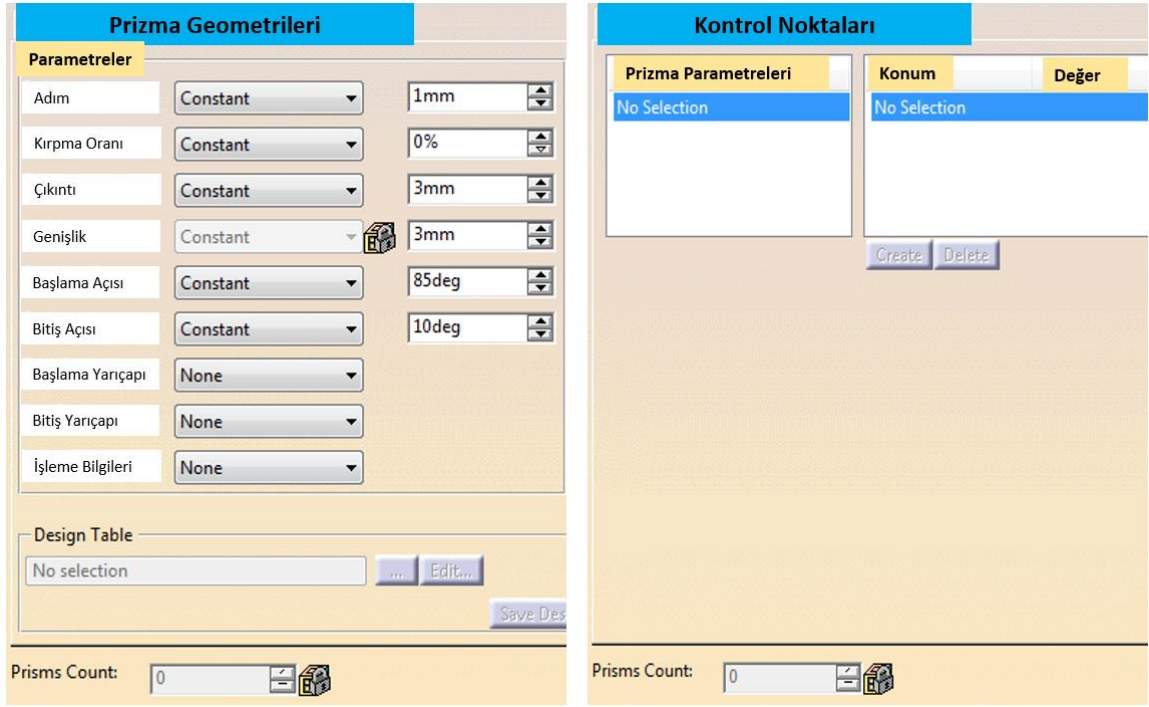 Prizma Geometrileri
Parametreler
Adım Constant 1mm
Kırpma Oranı Constant 0%
Çıkıntı Constant 3mm
Genişlik Constant 3mm
Başlama Açısı Constant 85deg
Bitiş Açısı Constant 10deg
Başlama Yarıçapı None
Bitiş Yarıçapı None
İşleme Bilgileri None
Design Table
No selection ... Edit...
Save Des
Prisms Count: 0
Kontrol Noktaları
Prizma Parametreleri Konum Değer
No Selection No Selection
Create Delete
Prisms Count: 0